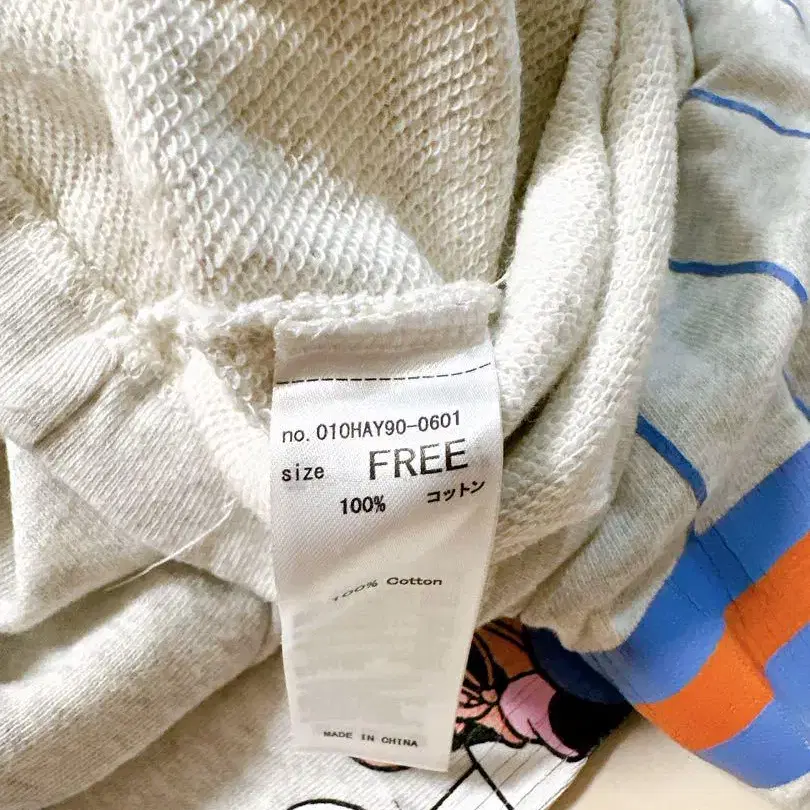 no. 010HAY90-0601
size FREE
100% コットン
100% Cotton
MADE IN CHINA